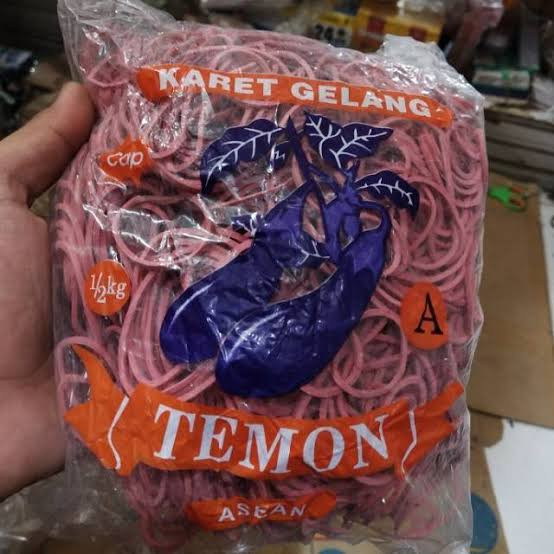 KARET GELANG
Cap
½kg
A
TEMON
ASEAN